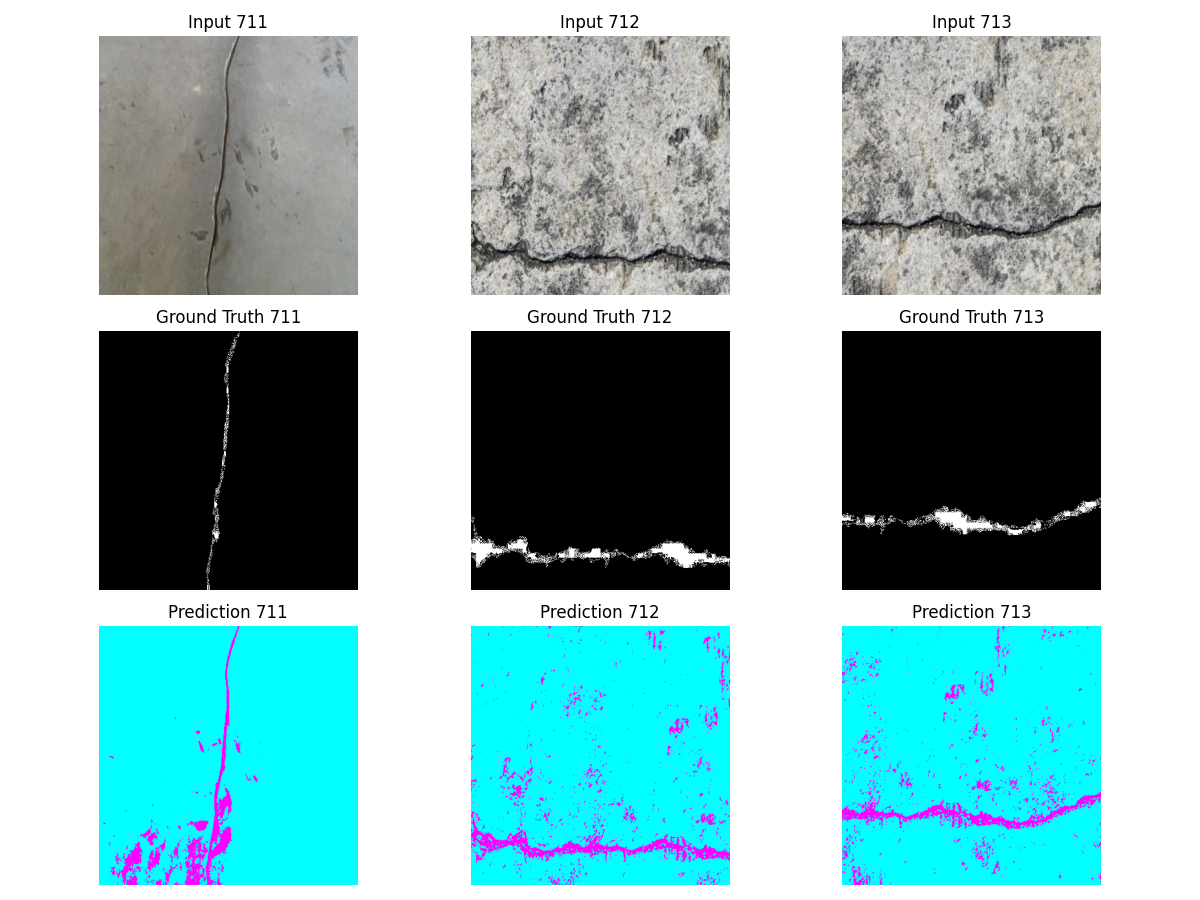 Input 711
Input 712
Input 713
Ground Truth 711
Ground Truth 712
Ground Truth 713
Prediction 711
Prediction 712
Prediction 713